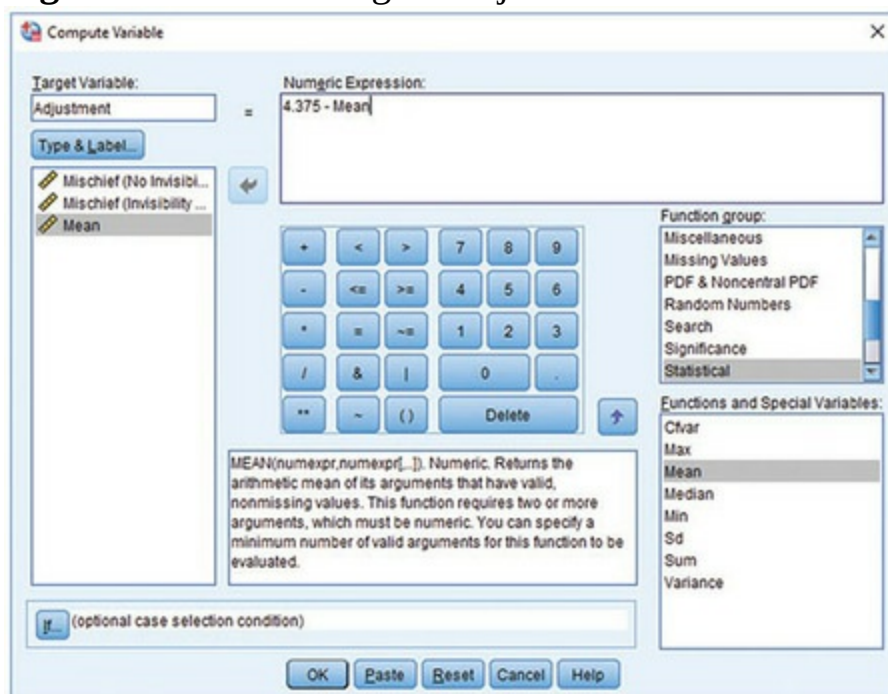 Compute Variable
Target Variable:
Adjustment
=
Numeric Expression:
4.375 - Mean
Type & Label...
Mischief (No Invisibi...
Mischief (Invisibility ...
Mean
+ < > 7 8 9
- <= >= 4 5 6
* = ~= 1 2 3
/ & | 0 .
** ~ ( ) Delete
Function group:
Miscellaneous
Missing Values
PDF & Noncentral PDF
Random Numbers
Search
Significance
Statistical
Functions and Special Variables:
Cfvar
Max
Mean
Median
Min
Sd
Sum
Variance
MEAN(numexpr,numexpr[...]). Numeric. Returns the
arithmetic mean of its arguments that have valid,
nonmissing values. This function requires two or more
arguments, which must be numeric. You can specify a
minimum number of valid arguments for this function to be
evaluated.
If... (optional case selection condition)
OK Paste Reset Cancel Help